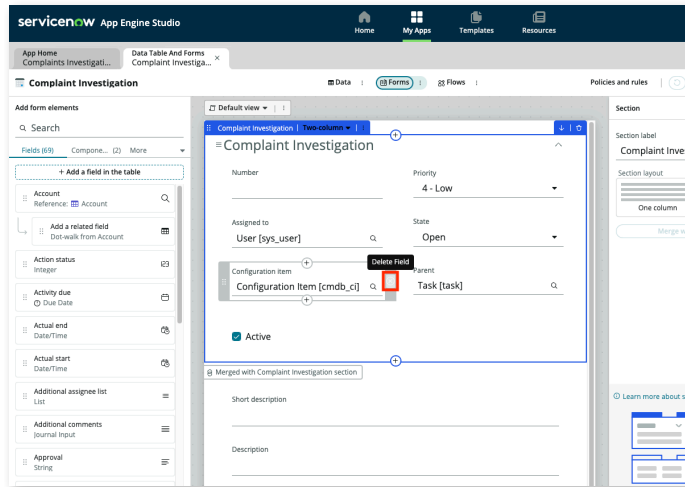 servicenow App Engine Studio
Home
My Apps
Templates
Resources
App Home
Complaints Investigati...
Data Table And Forms
Complaint Investiga...
Complaint Investigation
Data
Forms
Flows
Policies and rules
Add form elements
Search
Fields (69)
Compone... (2)
More
+ Add a field in the table
Account
Reference: Account
Add a related field
Dot-walk from Account
Action status
Integer
Activity due
Due Date
Actual end
Date/Time
Actual start
Date/Time
Additional assignee list
List
Additional comments
Journal Input
Approval
String
Default view
Complaint Investigation | Two-column
Complaint Investigation
Number
Priority
4 - Low
Assigned to
User [sys_user]
State
Open
Delete Field
Configuration item
Configuration Item [cmdb_ci]
Parent
Task [task]
Active
Merged with Complaint Investigation section
Short description
Description
Section
Section label
Complaint Inves
Section layout
One column
Merge w
Learn more about s